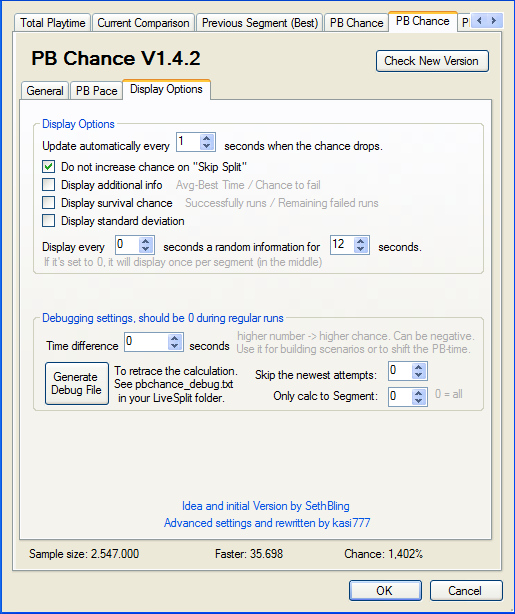 Total Playtime Current Comparison Previous Segment (Best) PB Chance PB Chance P
PB Chance V1.4.2
Check New Version
General PB Pace Display Options
Display Options
Update automatically every 1 seconds when the chance drops.
Do not increase chance on "Skip Split"
Display additional info Avg-Best Time / Chance to fail
Display survival chance Successfully runs / Remaining failed runs
Display standard deviation
Display every 0 seconds a random information for 12 seconds.
If it's set to 0, it will display once per segment (in the middle)
Debugging settings, should be 0 during regular runs
Time difference 0 seconds
higher number -> higher chance. Can be negative.
Use it for building scenarios or to shift the PB-time.
Generate
Debug File
To retrace the calculation.
See pbchance_debug.txt
in your LiveSplit folder.
Skip the newest attempts: 0
Only calc to Segment: 0 0 = all
Idea and initial Version by SethBling
Advanced settings and rewritten by kasi777
Sample size: 2.547.000 Faster: 35.698 Chance: 1,402%
OK Cancel